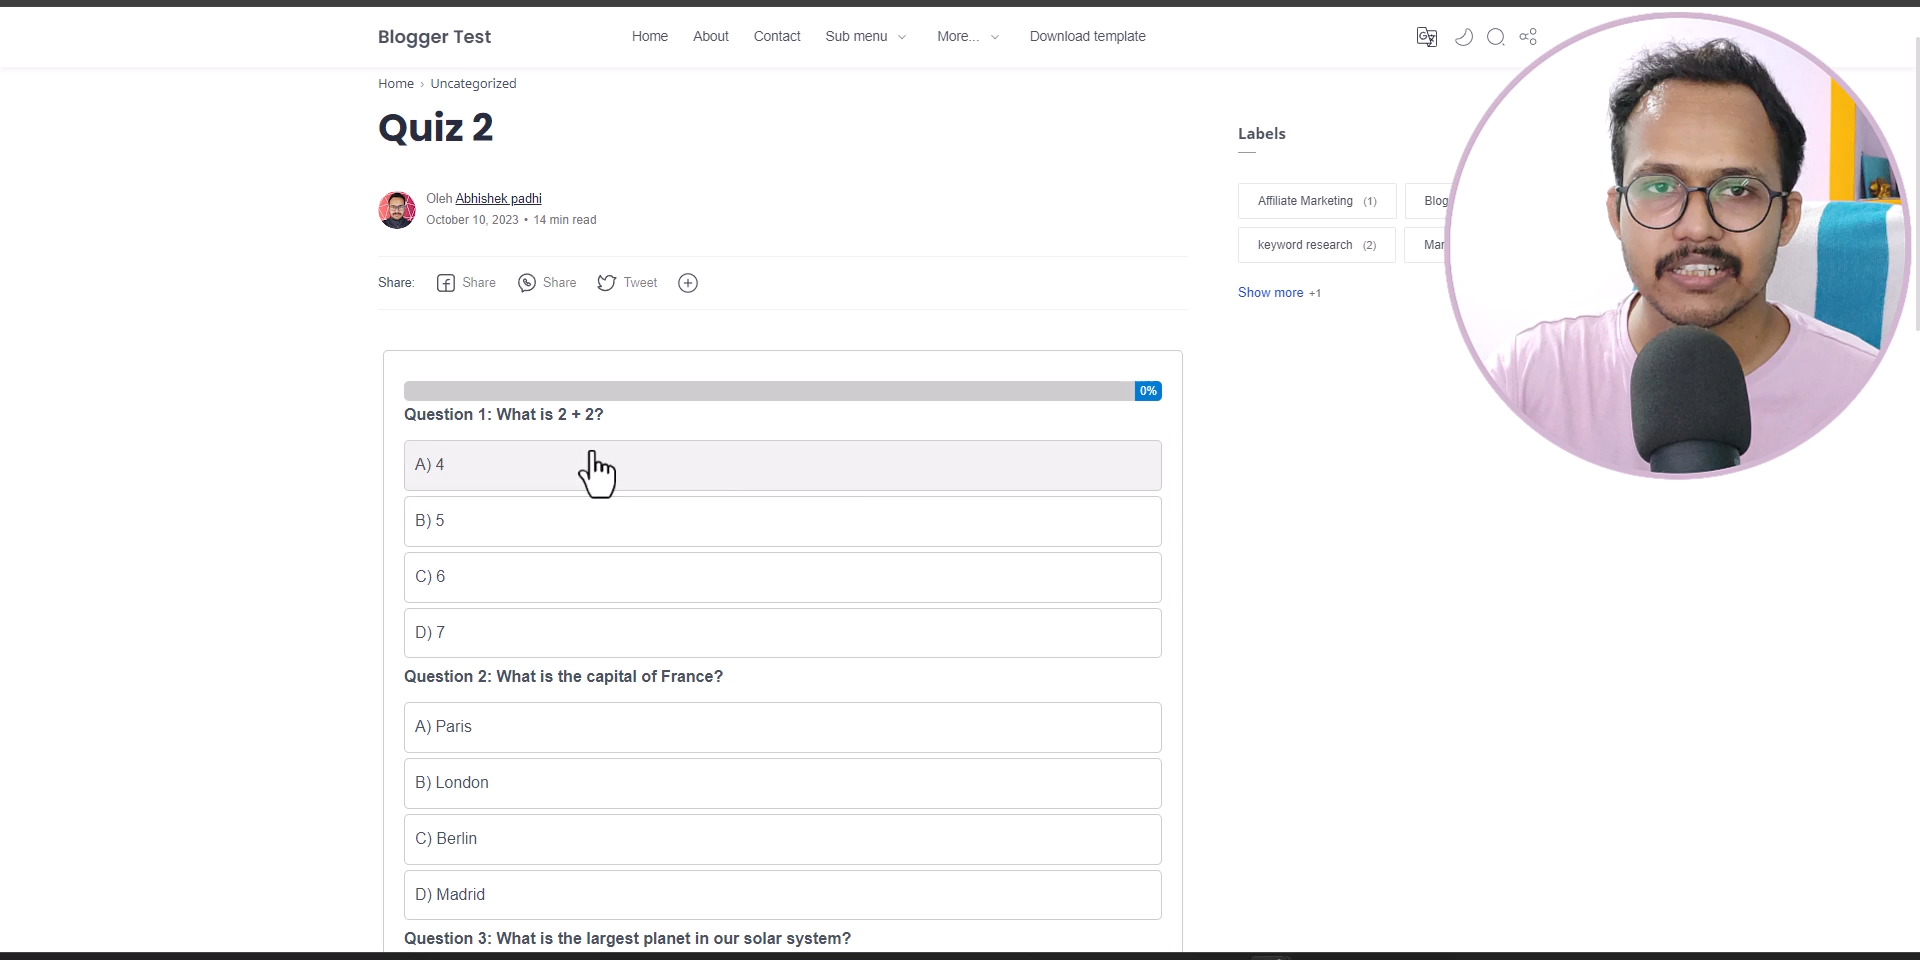 Blogger Test
Home About Contact Sub menu More... Download template
Home › Uncategorized
Quiz 2
Oleh Abhishek padhi
October 10, 2023 • 14 min read
Share: Share Share Tweet
0%
Question 1: What is 2 + 2?
A) 4
B) 5
C) 6
D) 7
Question 2: What is the capital of France?
A) Paris
B) London
C) Berlin
D) Madrid
Question 3: What is the largest planet in our solar system?
Labels
Affiliate Marketing (1) Blog
keyword research (2)
Show more +1